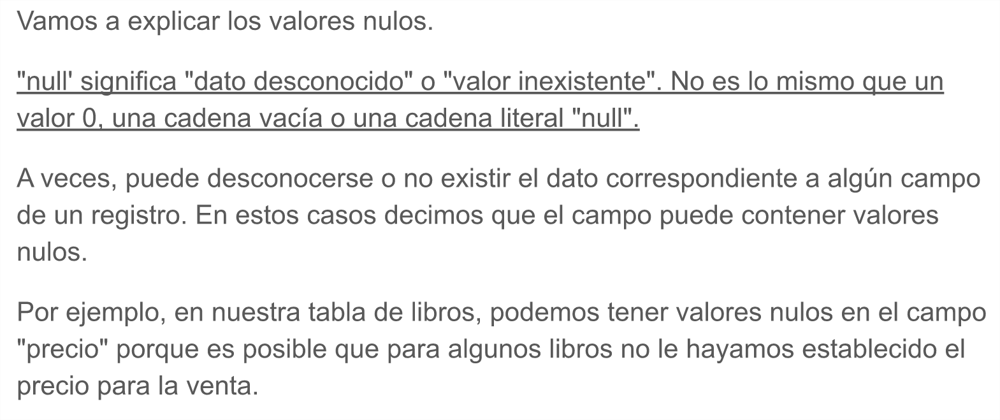 Vamos a explicar los valores nulos.
"null' significa "dato desconocido" o "valor inexistente". No es lo mismo que un
valor 0, una cadena vacía o una cadena literal "null".
A veces, puede desconocerse o no existir el dato correspondiente a algún campo
de un registro. En estos casos decimos que el campo puede contener valores
nulos.
Por ejemplo, en nuestra tabla de libros, podemos tener valores nulos en el campo
"precio" porque es posible que para algunos libros no le hayamos establecido el
precio para la venta.